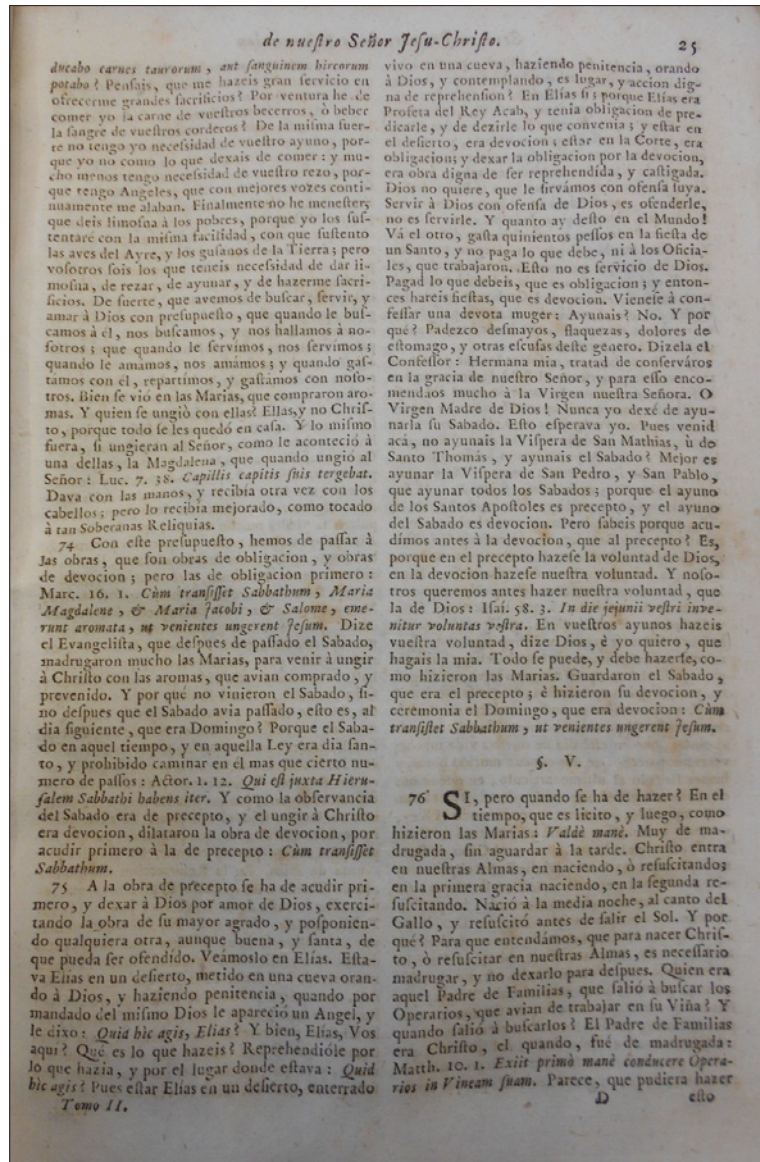 de nueſtro Señor Jeſu-Chriſto.
25
ducabo carnes taurorum, aut ſanguinem hircorum
potabo? Penſais, que me hazeis gran ſervicio en
ofrecerme grandes ſacrificios? Por ventura he de
comer yo la carne de vueſtros becerros, ò beber
la ſangre de vueſtros corderos? De la miſma ſuer-
te no tengo yo neceſsidad de vueſtro ayuno, por-
que yo no como lo que dexais de comer: y mu-
cho menos tengo neceſsidad de vueſtro rezo, por-
que tengo Angeles, que con mejores vozes conti-
nuamente me alaban. Finalmente no he meneſter,
que deis limoſna à los pobres, porque yo los ſuſ-
tentarè con la miſma facilidad, con que ſuſtento
las aves del Ayre, y los guſanos de la Tierra; pero
voſotros ſois los que teneis neceſsidad de dar li-
moſna, de rezar, de ayunar, y de hazerme ſacri-
ficios. De ſuerte, que avemos de buſcar, ſervir, y
amar à Dios con preſupueſto, que quando le buſ-
camos à èl, nos buſcamos, y nos hallamos à no-
ſotros; que quando le ſervimos, nos ſervimos;
quando le amamos, nos amámos; y quando gaſ-
tamos con èl, repartimos, y gaſtámos con noſo-
tros. Bien ſe viò en las Marias, que compraron aro-
mas. Y quien ſe ungiò con ellas? Ellas, y no Chriſ-
to, porque todo ſe les quedó en caſa. Y lo miſmo
fuera, ſi ungieran al Señor, como le aconteció à
una dellas, la Magdalena, que quando ungiò al
Señor: Luc. 7. 38. Capillis capitis ſuis tergebat.
Dava con las manos, y recibia otra vez con los
cabellos; pero lo recibia mejorado, como tocado
à tan Soberanas Reliquias.
74 Con eſte preſupueſto, hemos de paſſar à
las obras, que ſon obras de obligacion, y obras
de devocion; pero las de obligacion primero:
Marc. 16. 1. Cùm tranſiſſet Sabbathum, Maria
Magdalene, & Maria Jacobi, & Salome, eme-
runt aromata, ut venientes ungerent Jeſum. Dize
el Evangeliſta, que deſpues de paſſado el Sabado,
madrugaron mucho las Marias, para venir à ungir
à Chriſto con las aromas, que avian comprado, y
prevenido. Y por què no vinieron el Sabado, ſi-
no deſpues que el Sabado avia paſſado, eſto es, al
dia ſiguiente, que era Domingo? Porque el Saba-
do en aquel tiempo, y en aquella Ley era dia ſan-
to, y prohibido caminar en èl mas que cierto nu-
mero de paſſos: Actor. 1. 12. Qui eſt juxta Hieru-
ſalem Sabbathi habens iter. Y como la obſervancia
del Sabado era de precepto, y el ungir à Chriſto
era devocion, dilataron la obra de devocion, por
acudir primero à la de precepto: Cùm tranſiſſet
Sabbathum.
75 A la obra de precepto ſe ha de acudir pri-
mero, y dexar à Dios por amor de Dios, exerci-
tando la obra de ſu mayor agrado, y poſponien-
do qualquiera otra, aunque buena, y ſanta, de
que pueda ſer ofendido. Veámoslo en Elías. Eſta-
va Elias en un deſierto, metido en una cueva oran-
do à Dios, y haziendo penitencia, quando por
mandado del miſmo Dios le apareciò un Angel, y
le dixo: Quid hìc agis, Elias? Y bien, Elias, Vos
aqui? Què es lo que hazeis? Reprehendióle por
lo que hazia, y por el lugar donde eſtava: Quid
hìc agis? Pues eſtar Elias en un deſierto, enterrado
Tomo II.
vivo en una cueva, haziendo penitencia, orando
à Dios, y contemplando, es lugar, y accion dig-
na de reprehenſion? En Elías ſi; porque Elías era
Profeta del Rey Acab, y tenia obligacion de pre-
dicarle, y de dezirle lo que convenia; y eſtar en
el deſierto, era devocion; eſtar en la Corte, era
obligacion; y dexar la obligacion por la devocion,
era obra digna de ſer reprehendida, y caſtigada.
Dios no quiere, que le ſirvámos con ofenſa ſuya.
Servir à Dios con ofenſa de Dios, es ofenderle,
no es ſervirle. Y quanto ay deſto en el Mundo!
Vá el otro, gaſta quinientos peſſos en la fieſta de
un Santo, y no paga lo que debe, ni à los Oficia-
les, que trabajaron. Eſto no es ſervicio de Dios.
Pagad lo que debeis, que es obligacion; y enton-
ces hareis fieſtas, que es devocion. Vieneſe à con-
feſſar una devota muger: Ayunais? No. Y por
què? Padezco deſmayos, flaquezas, dolores de
eſtomago, y otras eſcuſas deſte genero. Dizela el
Confeſſor: Hermana mia, tratad de conſerváros
en la gracia de nueſtro Señor, y para eſſo enco-
mendaos mucho à la Virgen nueſtra Señora. O
Virgen Madre de Dios! Nunca yo dexé de ayu-
narla ſu Sabado. Eſto eſperava yo. Pues venid
acá, no ayunais la Viſpera de San Mathias, ù de
Santo Thomás, y ayunais el Sabado? Mejor es
ayunar la Viſpera de San Pedro, y San Pablo,
que ayunar todos los Sabados; porque el ayuno
de los Santos Apoſtoles es precepto, y el ayuno
del Sabado es devocion. Pero ſabeis porque acu-
dímos antes à la devocion, que al precepto? Es,
porque en el precepto hazeſe la voluntad de Dios,
en la devocion hazeſe nueſtra voluntad. Y noſo-
tros queremos antes hazer nueſtra voluntad, que
la de Dios: Iſai. 58. 3. In die jejunii veſtri inve-
nitur voluntas veſtra. En vueſtros ayunos hazeis
vueſtra voluntad, dize Dios, è yo quiero, que
hagais la mia. Todo ſe puede, y debe hazerſe, co-
mo hizieron las Marias. Guardaron el Sabado,
que era el precepto; è hizieron ſu devocion, y
ceremonia el Domingo, que era devocion: Cùm
tranſiſſet Sabbathum, ut venientes ungerent Jeſum.
§. V.
76 SI, pero quando ſe ha de hazer? En el
tiempo, que es licito, y luego, como
hizieron las Marias: Valdè manè. Muy de ma-
drugada, ſin aguardar à la tarde. Chriſto entra
en nueſtras Almas, en naciendo, ò reſuſcitando;
en la primera gracia naciendo, en la ſegunda re-
ſuſcitando. Náciò à la media noche, al canto del
Gallo, y reſuſcitò antes de ſalir el Sol. Y por
què? Para que entendámos, que para nacer Chriſ-
to, ò reſuſcitar en nueſtras Almas, es neceſſario
madrugar, y no dexarlo para deſpues. Quien era
aquel Padre de Familias, que ſaliò à buſcar los
Operarios, que avian de trabajar en ſu Viña? Y
quando ſaliò à buſcarlos? El Padre de Familias
era Chriſto, el quando, fué de madrugada:
Matth. 10. 1. Exiit primò manè conducere Opera-
rios in Vineam ſuam. Parece, que pudiera hazer
D
eſto